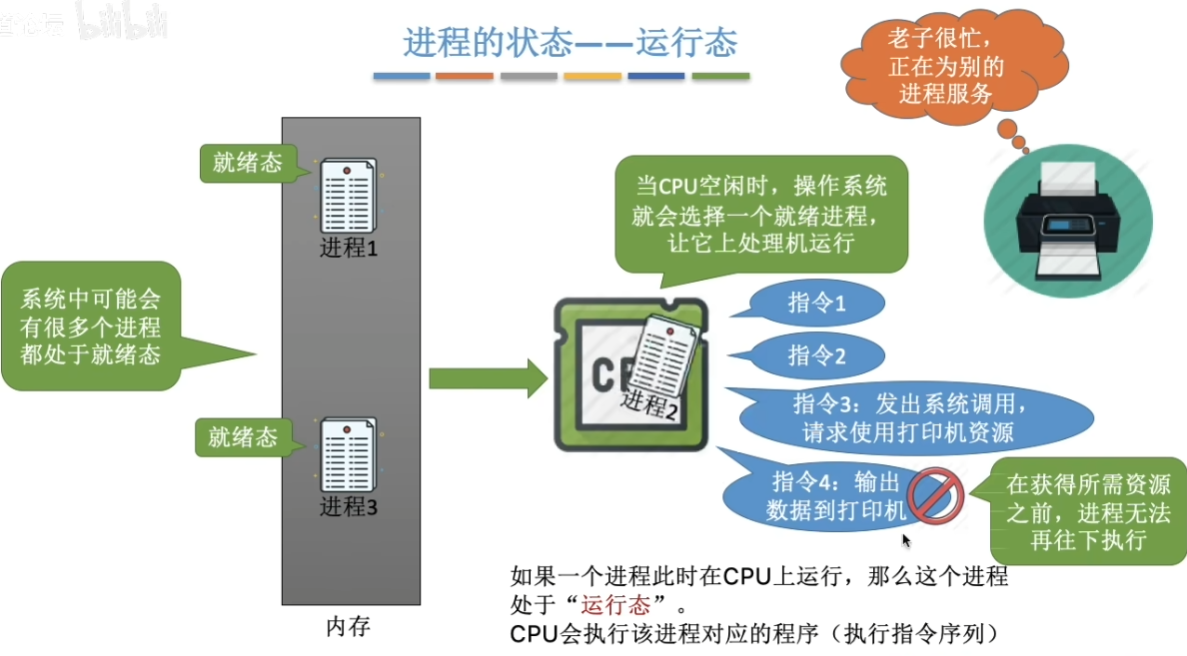 bilibili
进程的状态——运行态
老子很忙，
正在为别的
进程服务
就绪态
进程1
当CPU空闲时，操作系统
就会选择一个就绪进程，
让它上处理机运行
系统中可能会
有很多个进程
都处于就绪态
指令1
指令2
进程2
指令3：发出系统调用，
请求使用打印机资源
就绪态
进程3
指令4：输出
数据到打印机
在获得所需资源
之前，进程无法
再往下执行
如果一个进程此时在CPU上运行，那么这个进程
处于“运行态”。
CPU会执行该进程对应的程序（执行指令序列）
内存